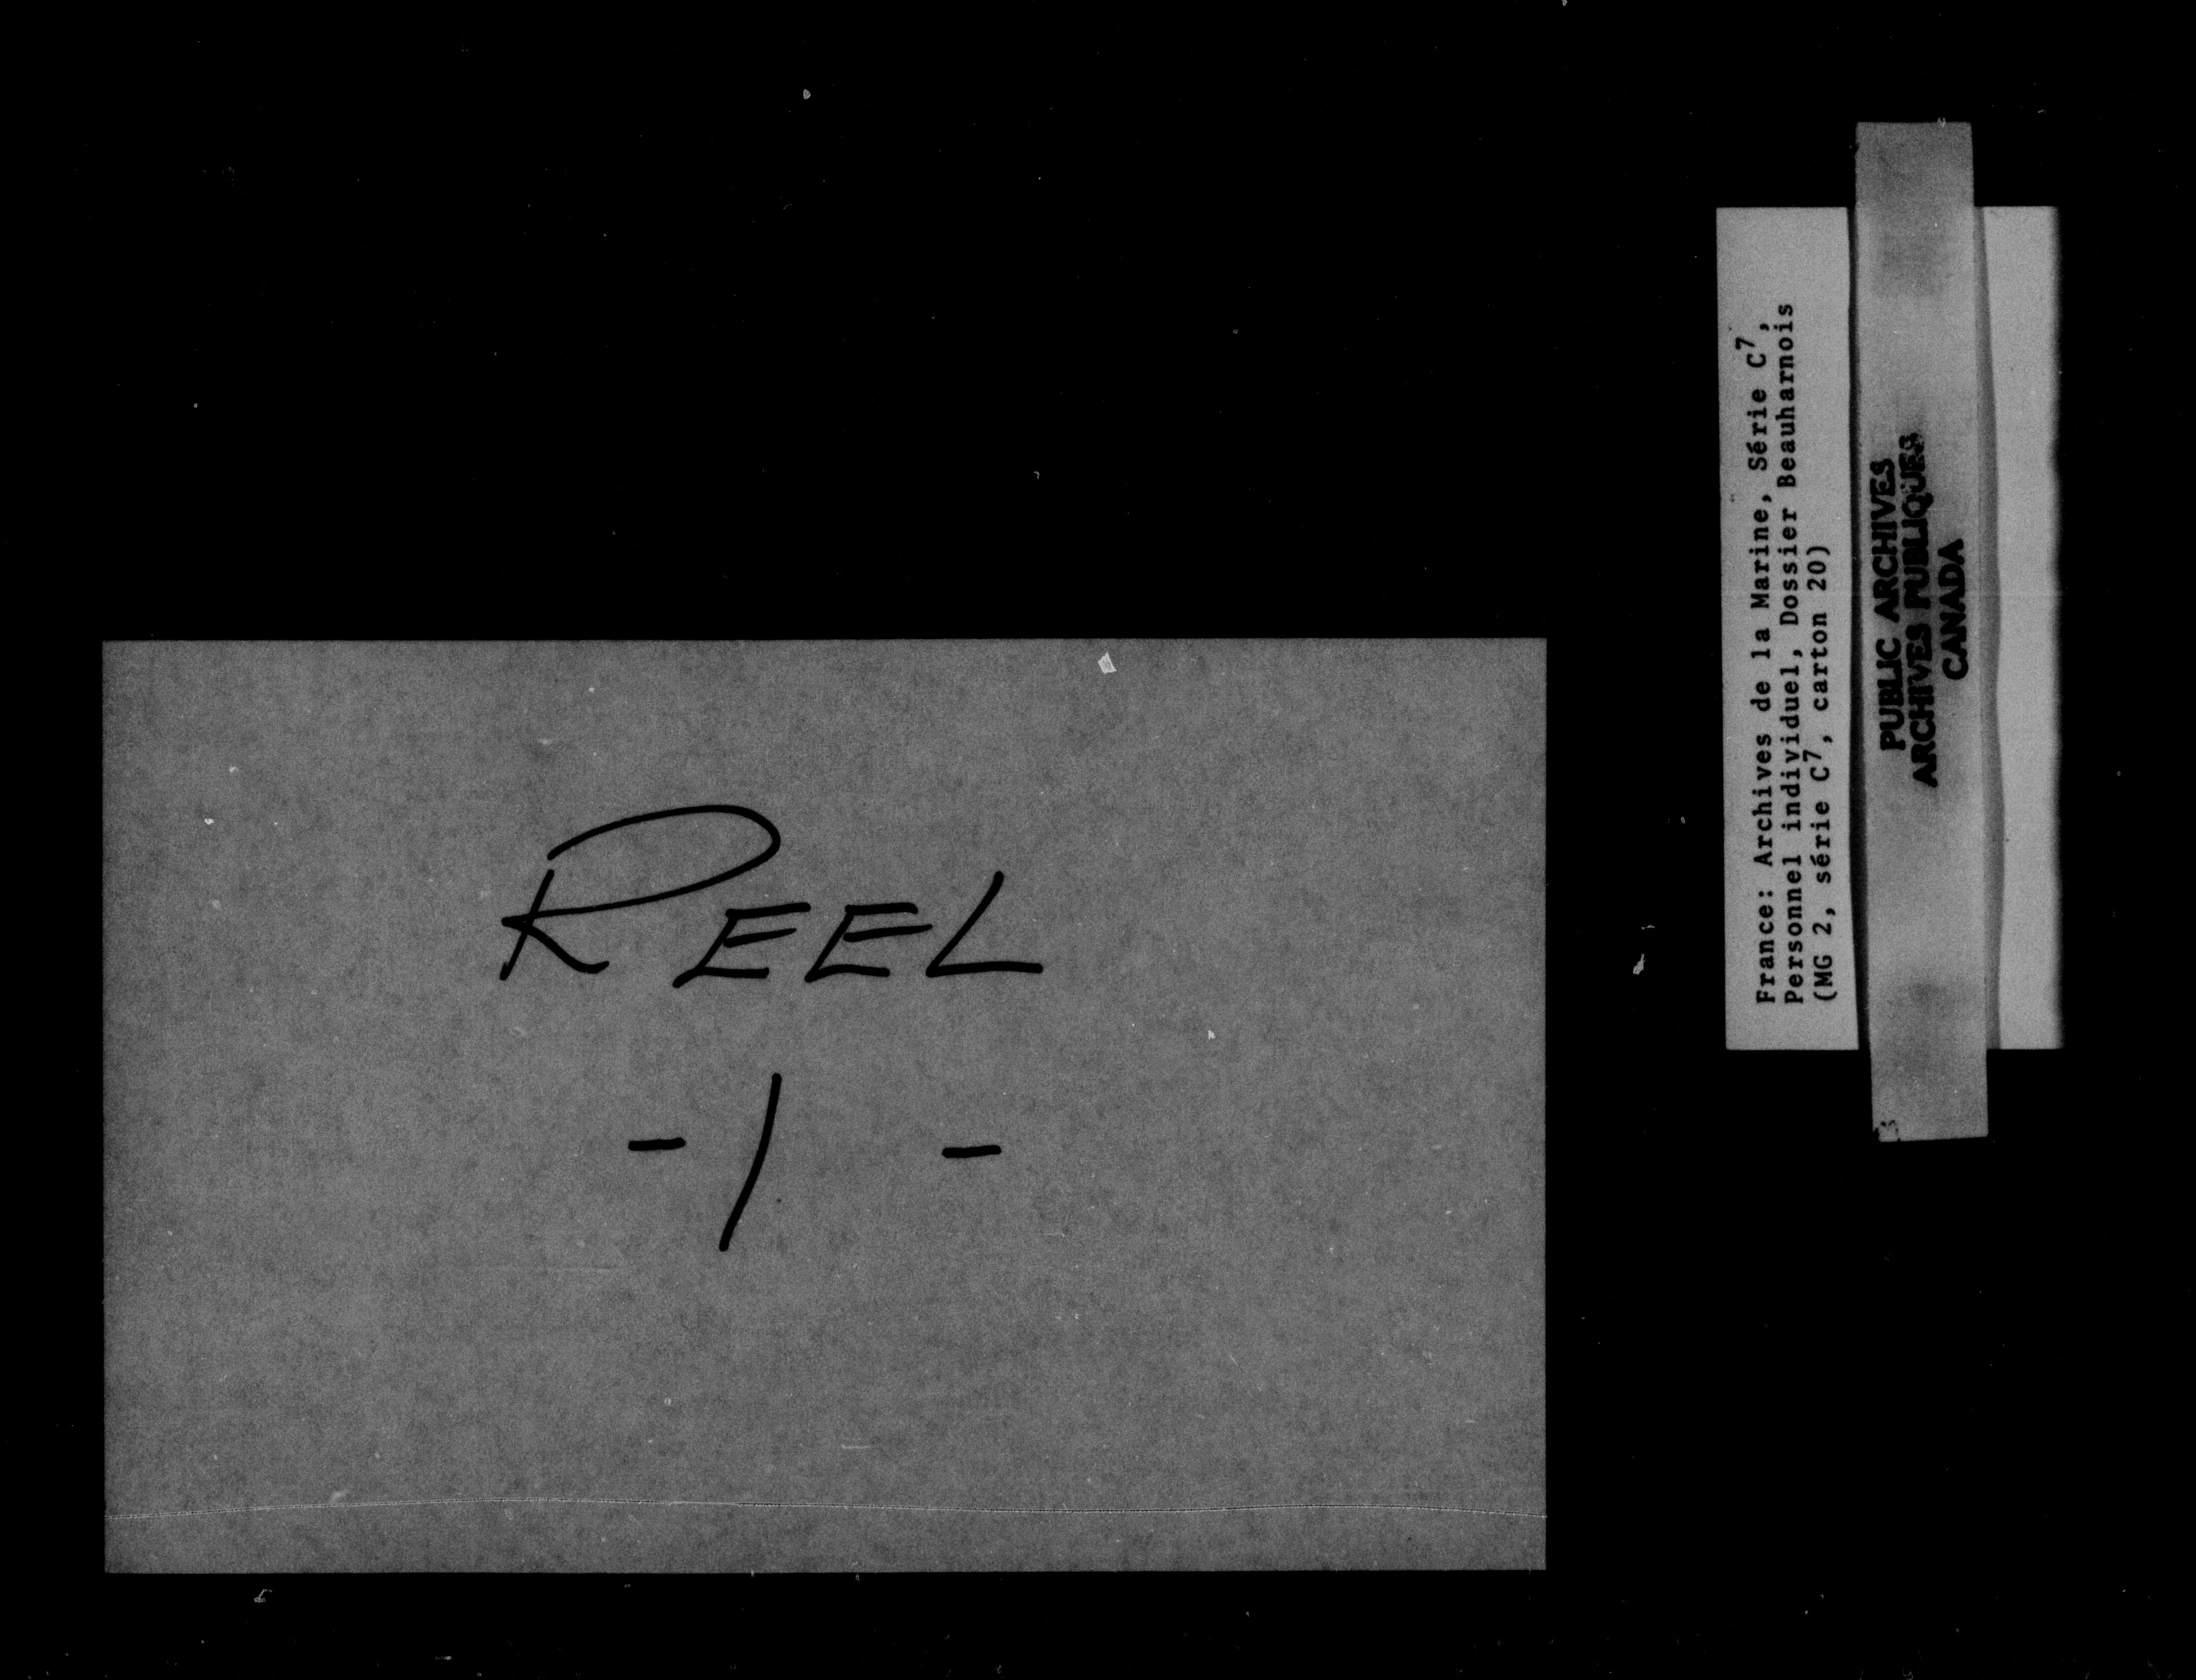 REEL
- 1 -
France: Archives de la Marine, Série C⁷,
Personnel individuel, Dossier Beauharnois
(MG 2, série C⁷, carton 20)
PUBLIC ARCHIVES
ARCHIVES PUBLIQUES
CANADA